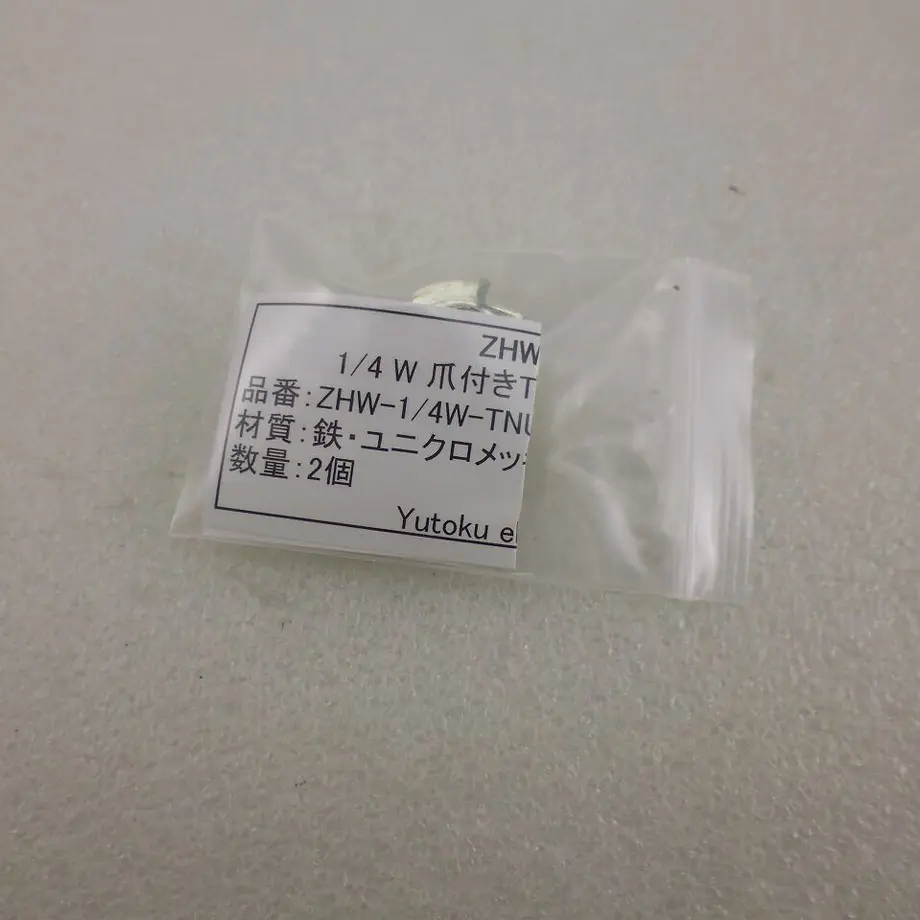 ZHW
1/4 W 爪付きT
品番:ZHW-1/4W-TNU
材質:鉄・ユニクロメッ
数量:2個
Yutoku e